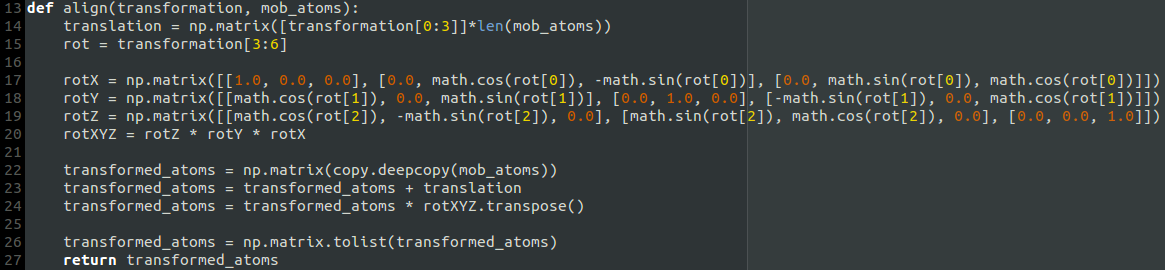 13 def align(transformation, mob_atoms):
14     translation = np.matrix([transformation[0:3]]*len(mob_atoms))
15     rot = transformation[3:6]
16
17     rotX = np.matrix([[1.0, 0.0, 0.0], [0.0, math.cos(rot[0]), -math.sin(rot[0])], [0.0, math.sin(rot[0]), math.cos(rot[0])]])
18     rotY = np.matrix([[math.cos(rot[1]), 0.0, math.sin(rot[1])], [0.0, 1.0, 0.0], [-math.sin(rot[1]), 0.0, math.cos(rot[1])]])
19     rotZ = np.matrix([[math.cos(rot[2]), -math.sin(rot[2]), 0.0], [math.sin(rot[2]), math.cos(rot[2]), 0.0], [0.0, 0.0, 1.0]])
20     rotXYZ = rotZ * rotY * rotX
21
22     transformed_atoms = np.matrix(copy.deepcopy(mob_atoms))
23     transformed_atoms = transformed_atoms + translation
24     transformed_atoms = transformed_atoms * rotXYZ.transpose()
25
26     transformed_atoms = np.matrix.tolist(transformed_atoms)
27     return transformed_atoms